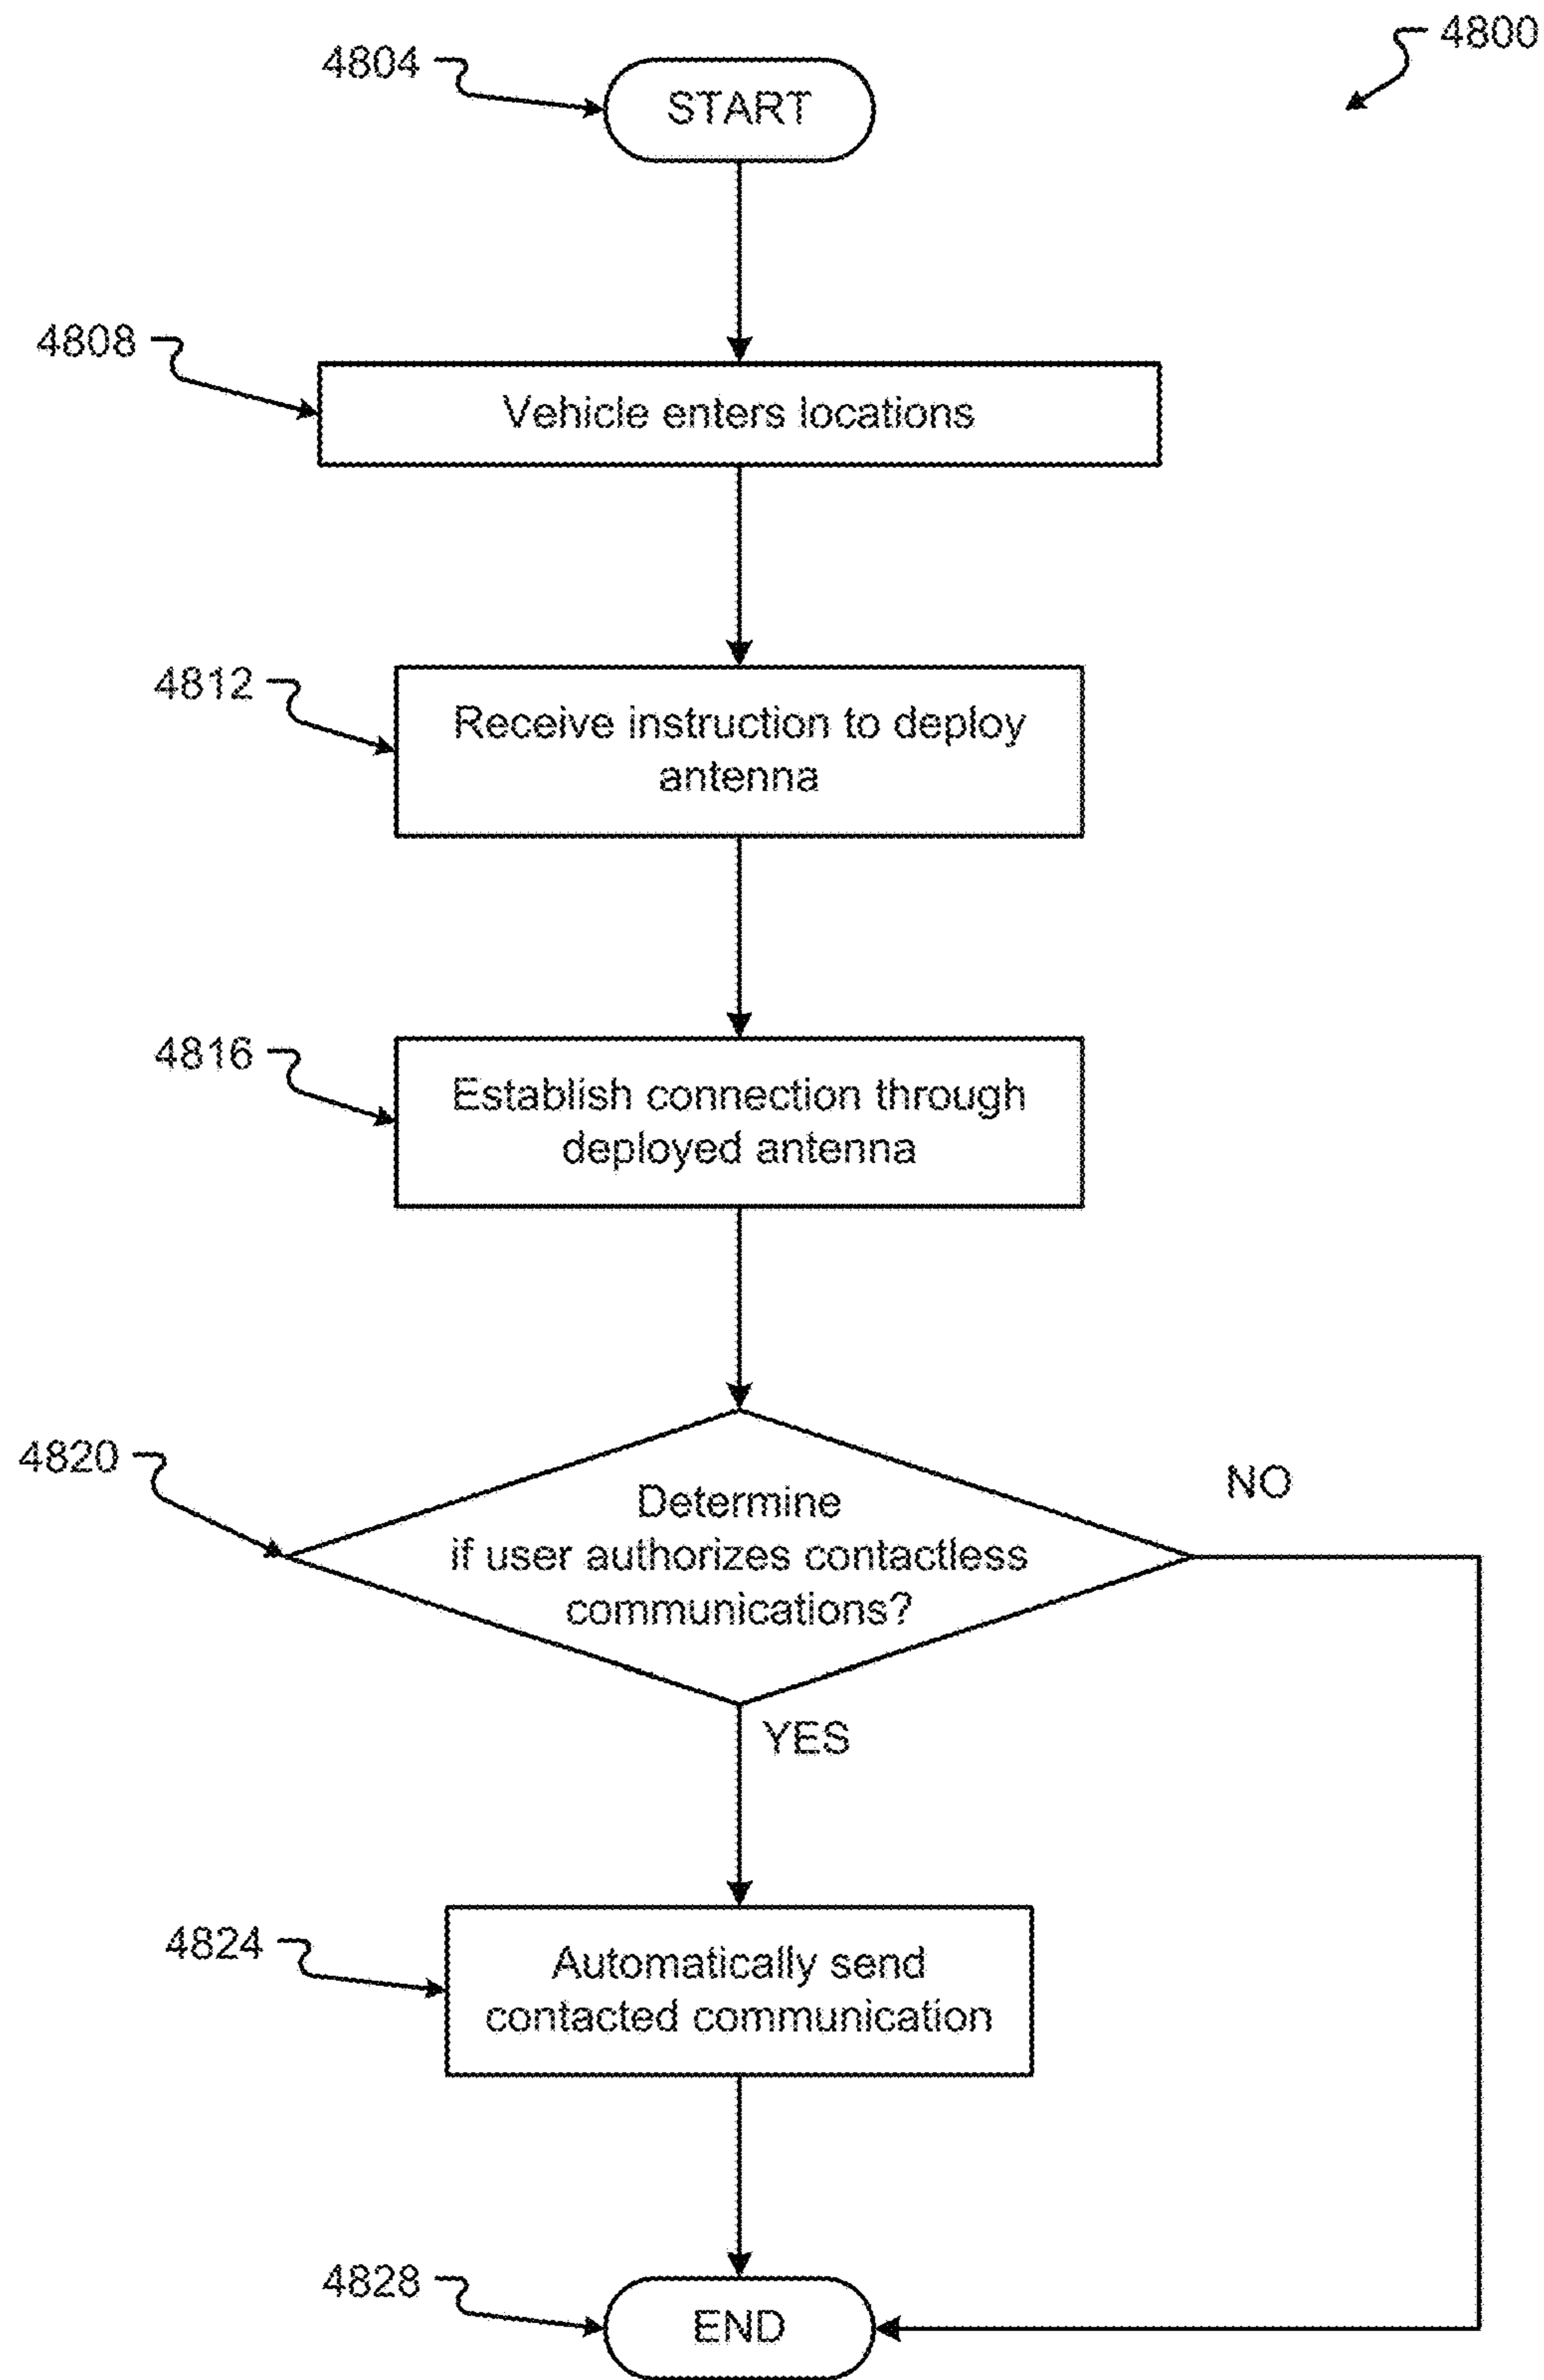 4800
4804
START
4808
Vehicle enters locations
4812
Receive instruction to deploy
antenna
4816
Establish connection through
deployed antenna
4820
Determine
if user authorizes contactless
communications?
NO
YES
4824
Automatically send
contacted communication
4828
END